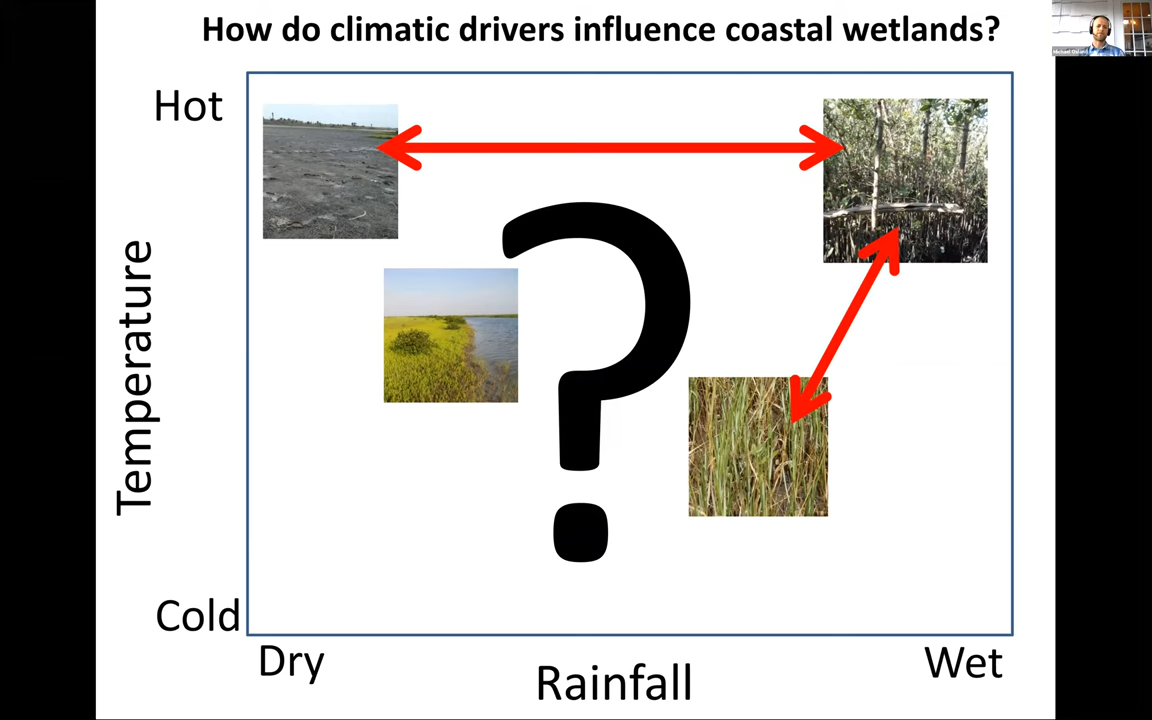 How do climatic drivers influence coastal wetlands?
Hot
Temperature
?
Cold
Dry
Rainfall
Wet